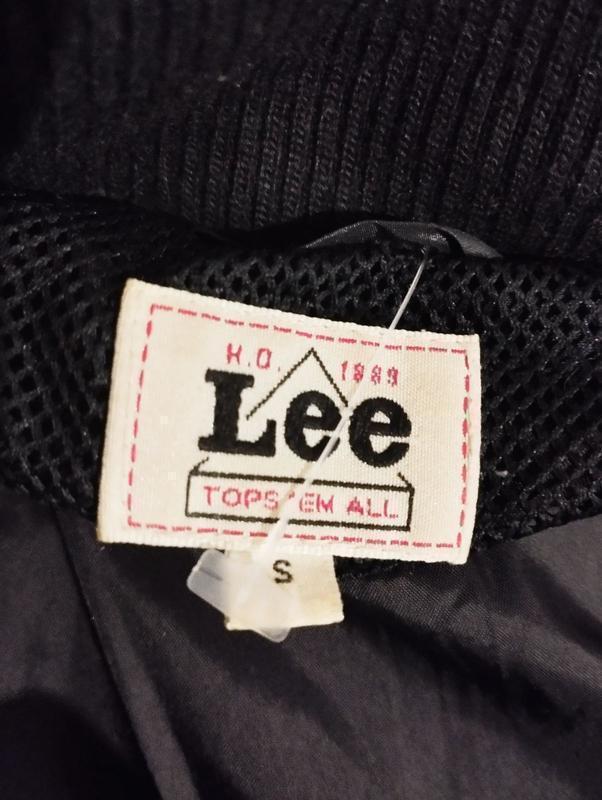 H.D. 1889
Lee
TOPS 'EM ALL
S